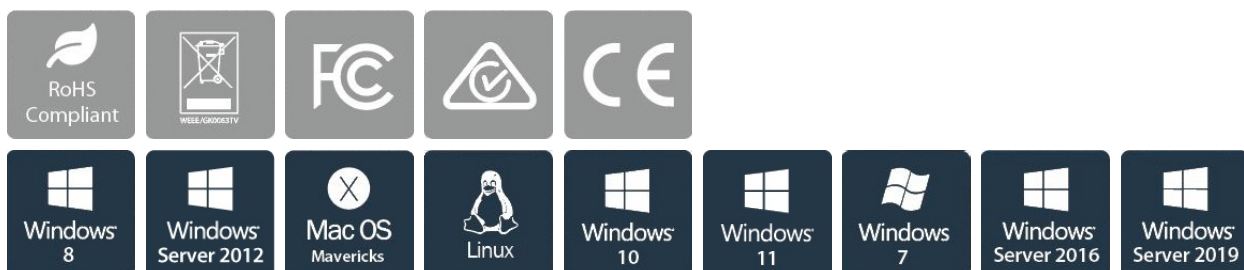 RoHS
Compliant
WEEE/GK0083TV
FC
CE
Windows
8
Windows
Server 2012
X
Mac OS
Mavericks
Linux
Windows
10
Windows
11
Windows
7
Windows
Server 2016
Windows
Server 2019